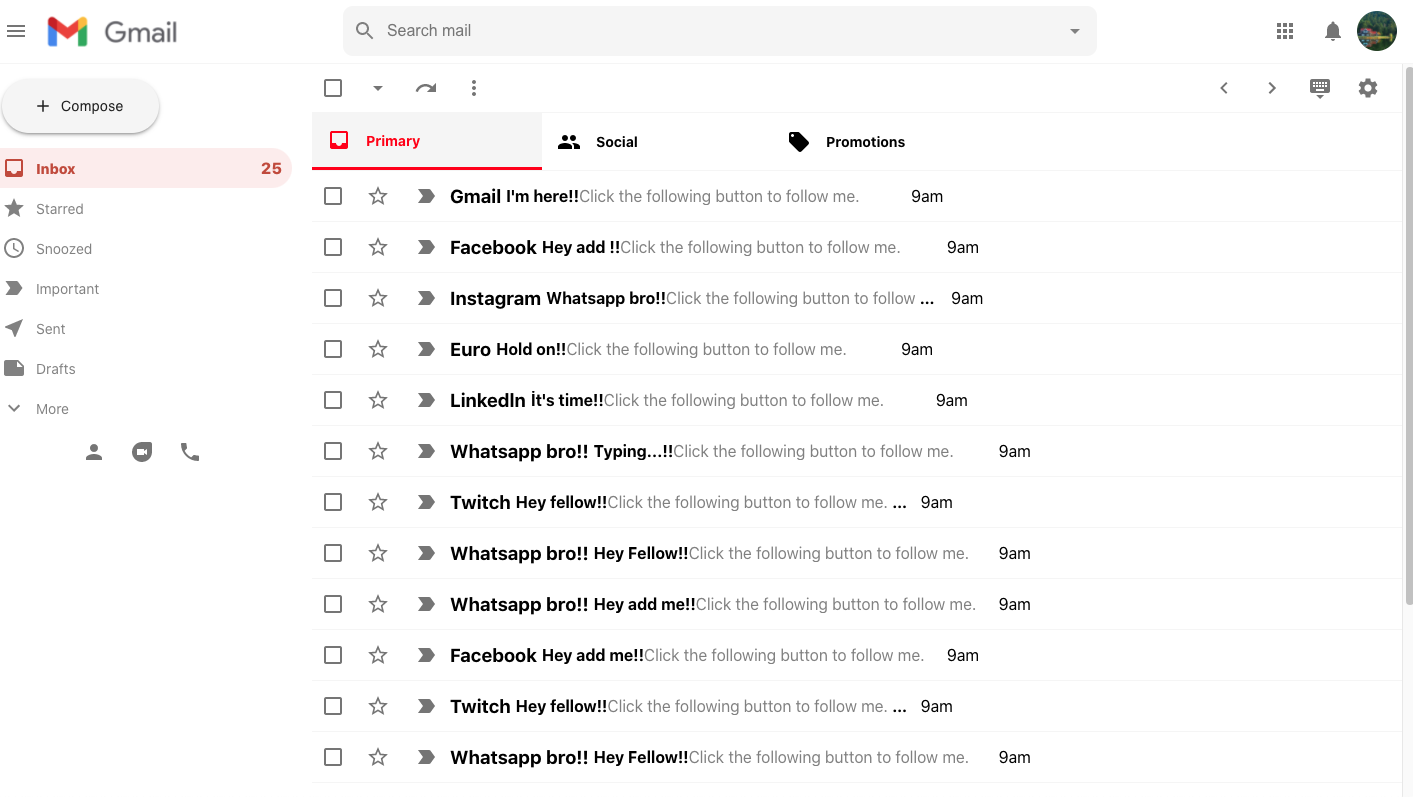 Gmail
Search mail
Compose
Inbox 25
Starred
Snoozed
Important
Sent
Drafts
More
Primary Social Promotions
Gmail I'm here!!Click the following button to follow me. 9am
Facebook Hey add !!Click the following button to follow me. 9am
Instagram Whatsapp bro!!Click the following button to follow ... 9am
Euro Hold on!!Click the following button to follow me. 9am
LinkedIn İt's time!!Click the following button to follow me. 9am
Whatsapp bro!! Typing...!!Click the following button to follow me. 9am
Twitch Hey fellow!!Click the following button to follow me. ... 9am
Whatsapp bro!! Hey Fellow!!Click the following button to follow me. 9am
Whatsapp bro!! Hey add me!!Click the following button to follow me. 9am
Facebook Hey add me!!Click the following button to follow me. 9am
Twitch Hey fellow!!Click the following button to follow me. ... 9am
Whatsapp bro!! Hey Fellow!!Click the following button to follow me. 9am